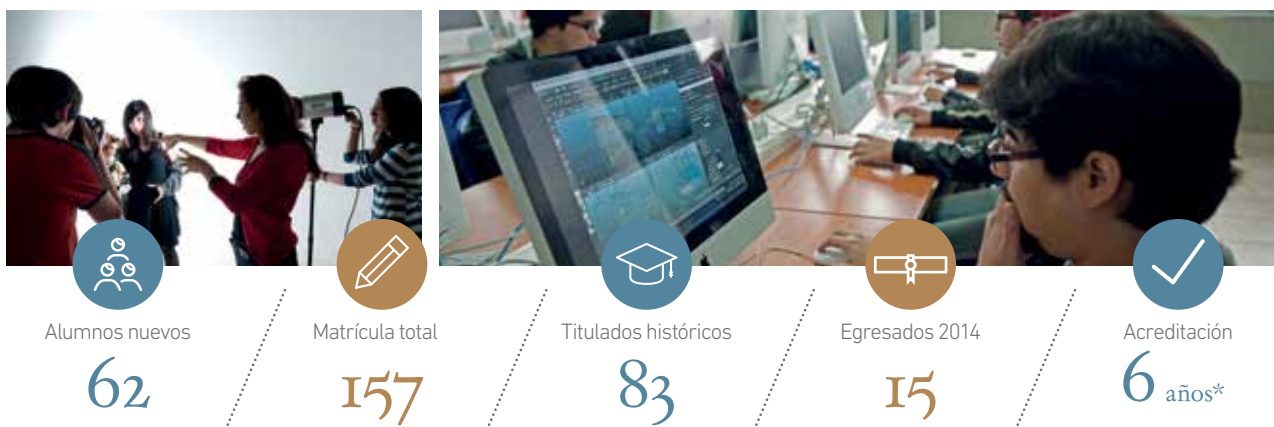 Alumnos nuevos
62
Matrícula total
157
Titulados históricos
83
Egresados 2014
15
Acreditación
6 años*